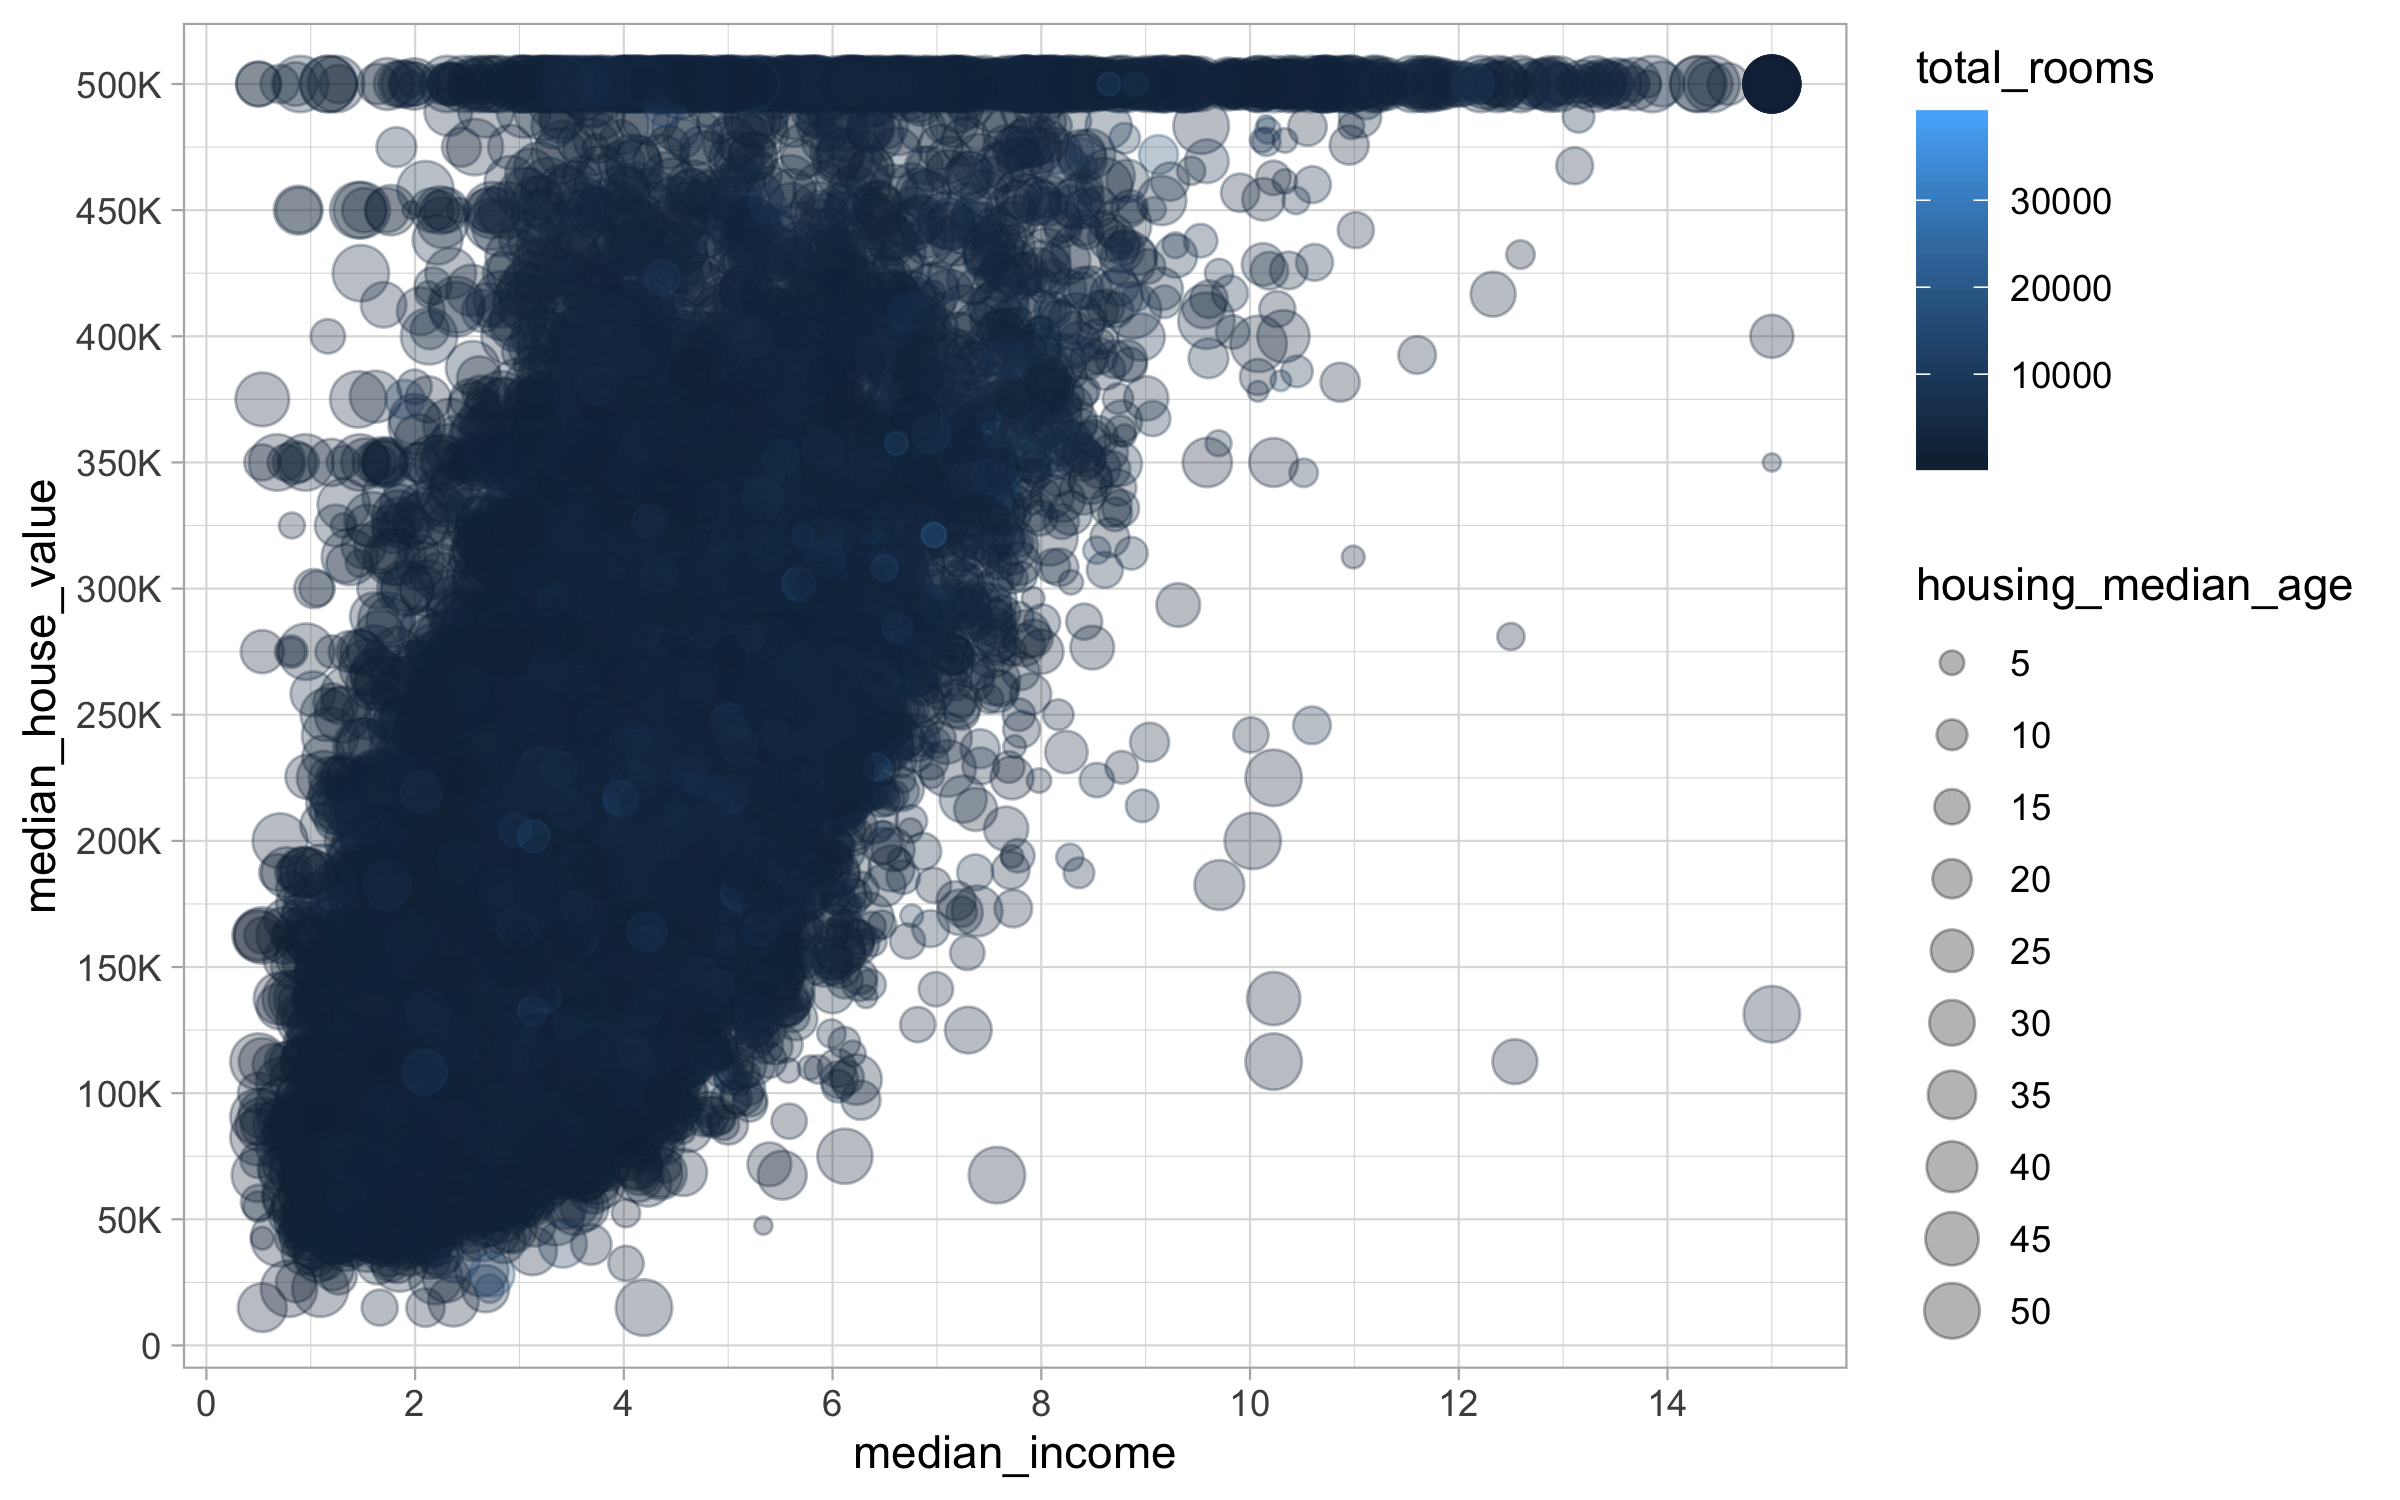 500K
450K
400K
350K
300K
250K
200K
150K
100K
50K
0
median_house_value
0 2 4 6 8 10 12 14
median_income
total_rooms
30000
20000
10000
housing_median_age
5
10
15
20
25
30
35
40
45
50